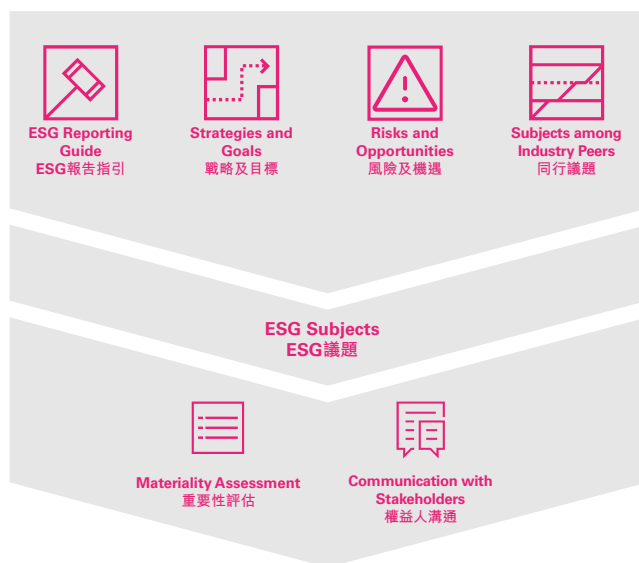 ESG Reporting
Guide
ESG報告指引
Strategies and
Goals
戰略及目標
Risks and
Opportunities
風險及機遇
Subjects among
Industry Peers
同行議題
ESG Subjects
ESG議題
Materiality Assessment
重要性評估
Communication with
Stakeholders
權益人溝通